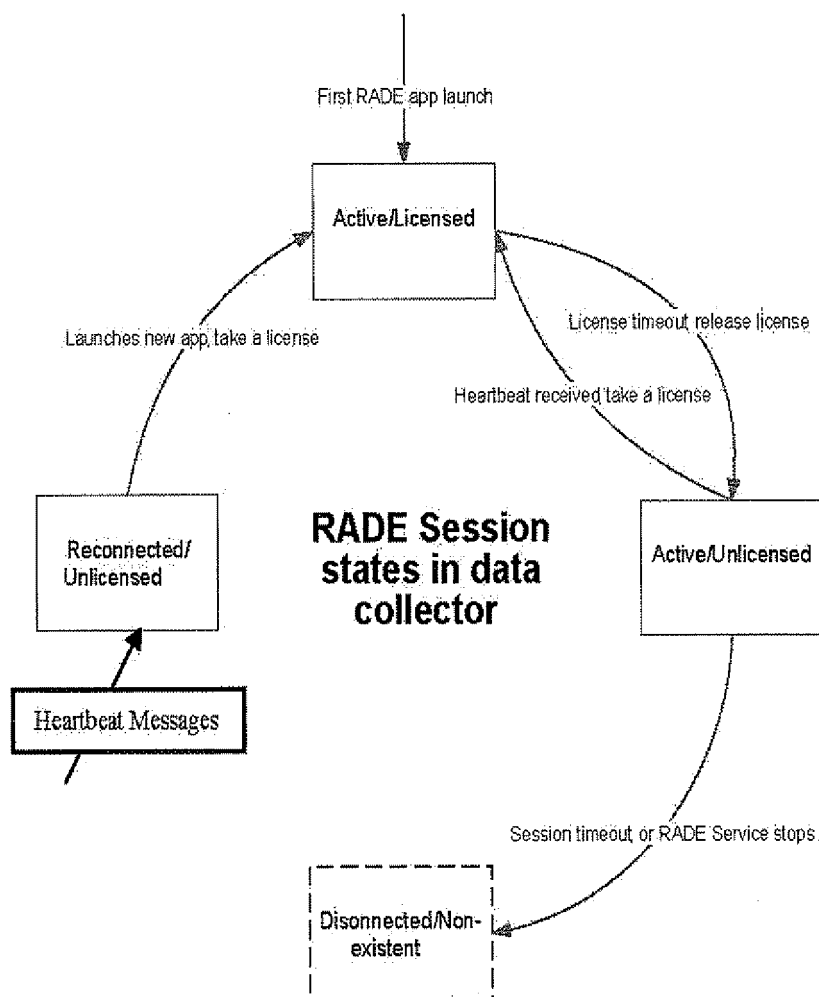 First RADE app launch
Active/Licensed
Launches new app, take a license
License timeout release license
Heartbeat received take a license
Reconnected/
Unlicensed
RADE Session
states in data
collector
Active/Unlicensed
Heartbeat Messages
Session timeout or RADE Service stops
Disonnected/Non-
existent